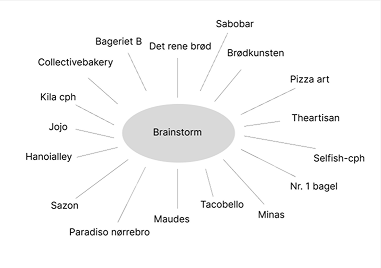 Sabobar
Bageriet B
Det rene brød
Brødkunsten
Collectivebakery
Pizza art
Kila cph
Theartisan
Jojo
Brainstorm
Hanoialley
Selfish-cph
Nr. 1 bagel
Sazon
Tacobello
Minas
Maudes
Paradiso nørrebro